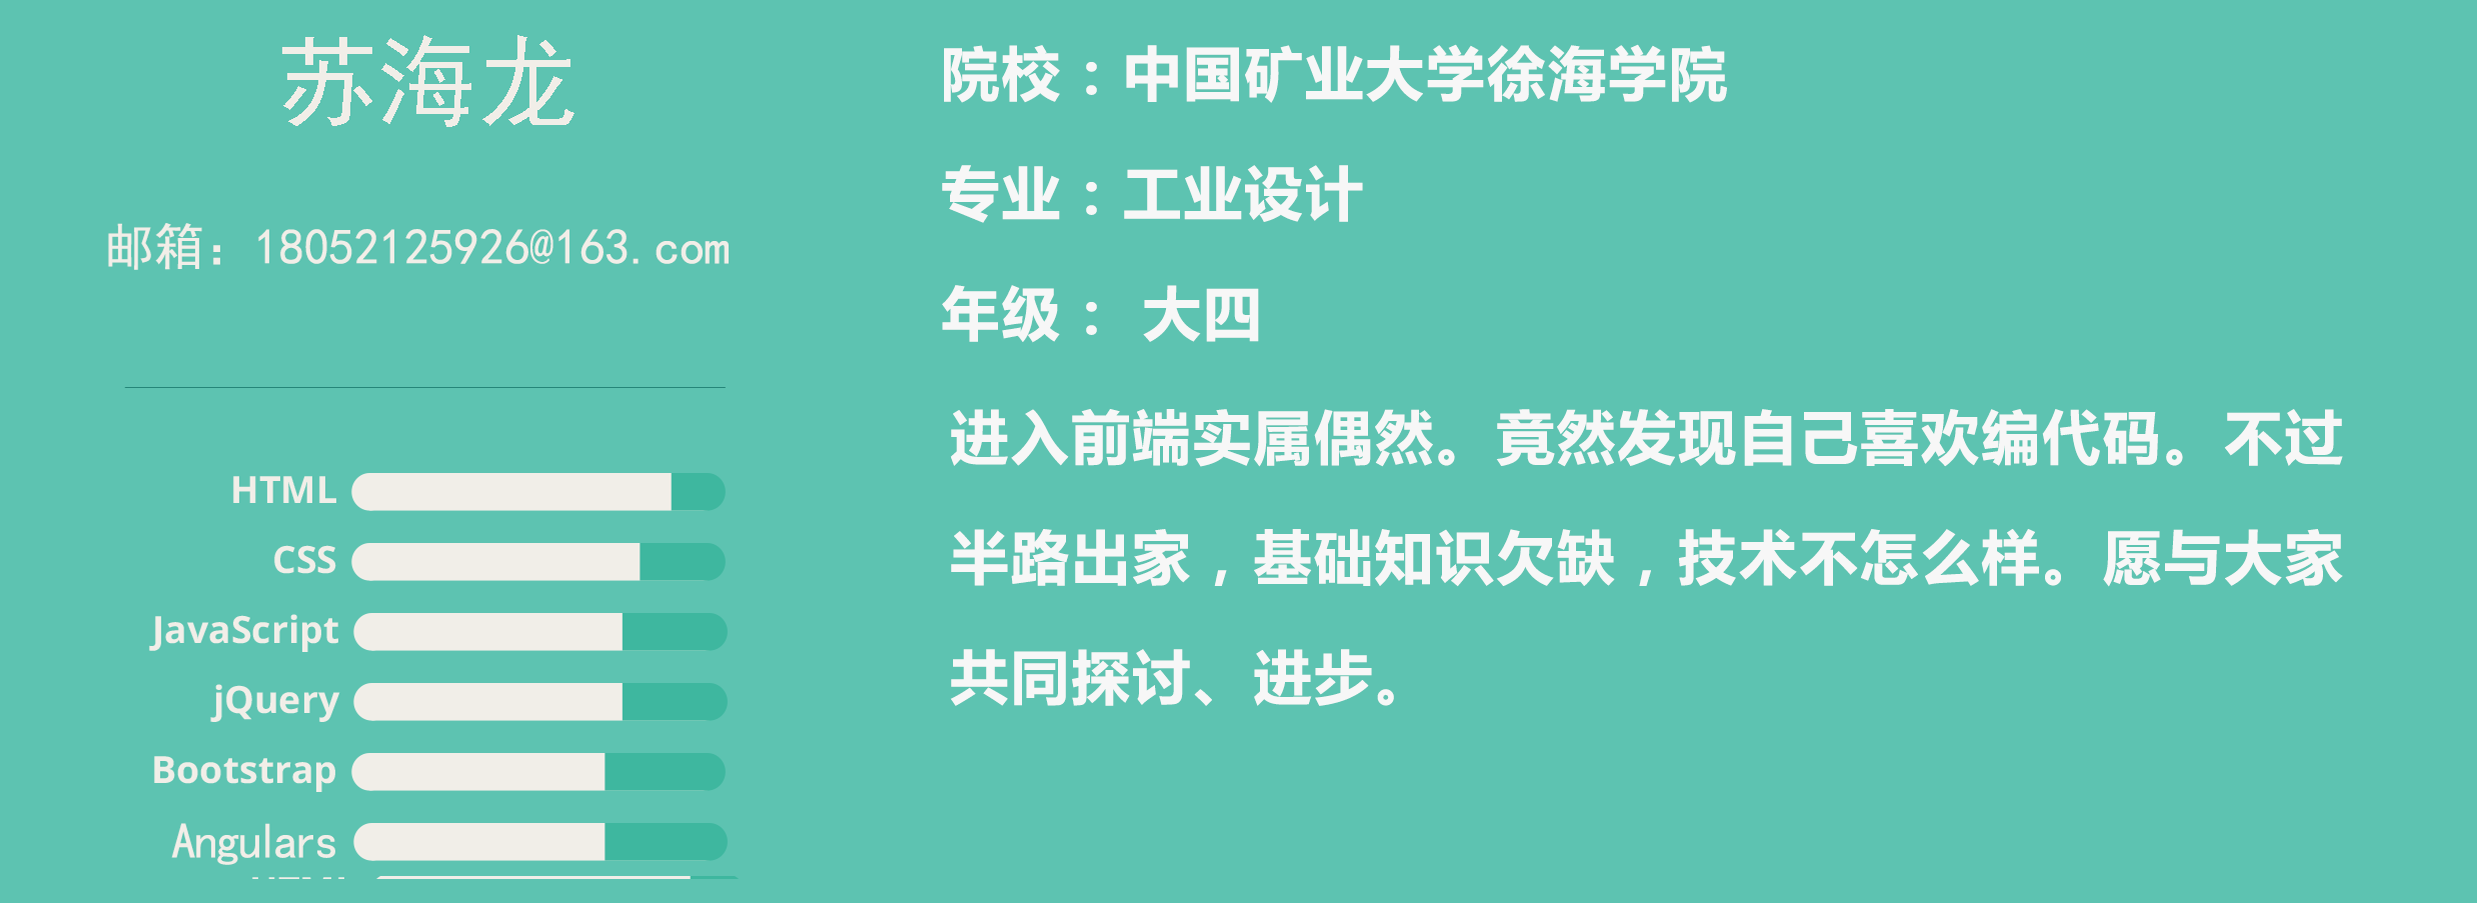 苏海龙
邮箱：18052125926@163.com
HTML
CSS
JavaScript
jQuery
Bootstrap
Angulars
院校：中国矿业大学徐海学院
专业：工业设计
年级： 大四
进入前端实属偶然。竟然发现自己喜欢编代码。不过
半路出家，基础知识欠缺，技术不怎么样。愿与大家
共同探讨、进步。